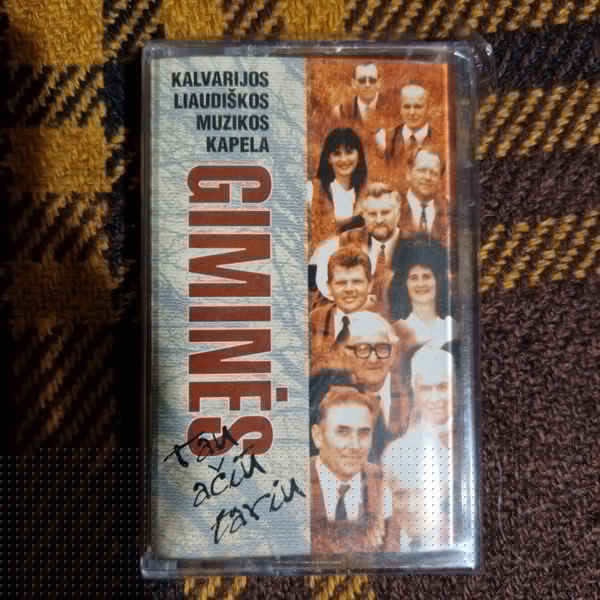 KALVARIJOS
LIAUDIŠKOS
MUZIKOS
KAPELA
GIMINĖS
Tau
ačiū
tariu